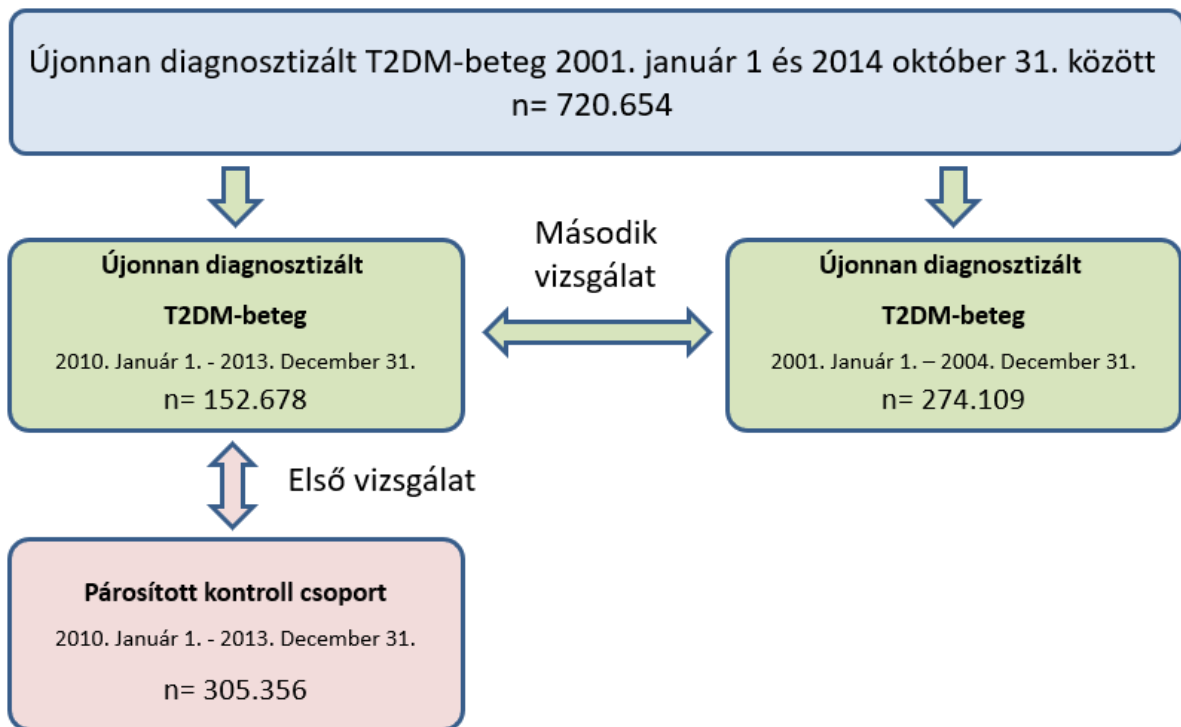 Újonnan diagnosztizált T2DM-beteg 2001. január 1 és 2014 október 31. között
n= 720.654
Újonnan diagnosztizált
T2DM-beteg
2010. Január 1. - 2013. December 31.
n= 152.678
Második
vizsgálat
Újonnan diagnosztizált
T2DM-beteg
2001. Január 1. – 2004. December 31.
n= 274.109
Első vizsgálat
Párosított kontroll csoport
2010. Január 1. - 2013. December 31.
n= 305.356